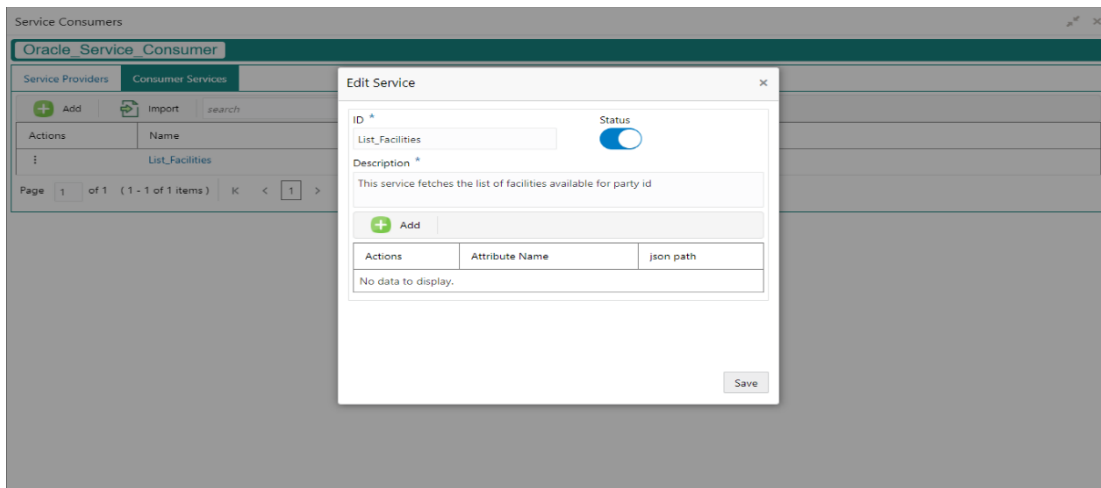 Service Consumers
Oracle_Service_Consumer
Service Providers Consumer Services
Add Import search
Actions Name
List_Facilities
Page 1 of 1 ( 1 - 1 of 1 items ) K < 1 >
Edit Service ×
ID * Status
List_Facilities
Description *
This service fetches the list of facilities available for party id
Add
Actions Attribute Name json path
No data to display.
Save